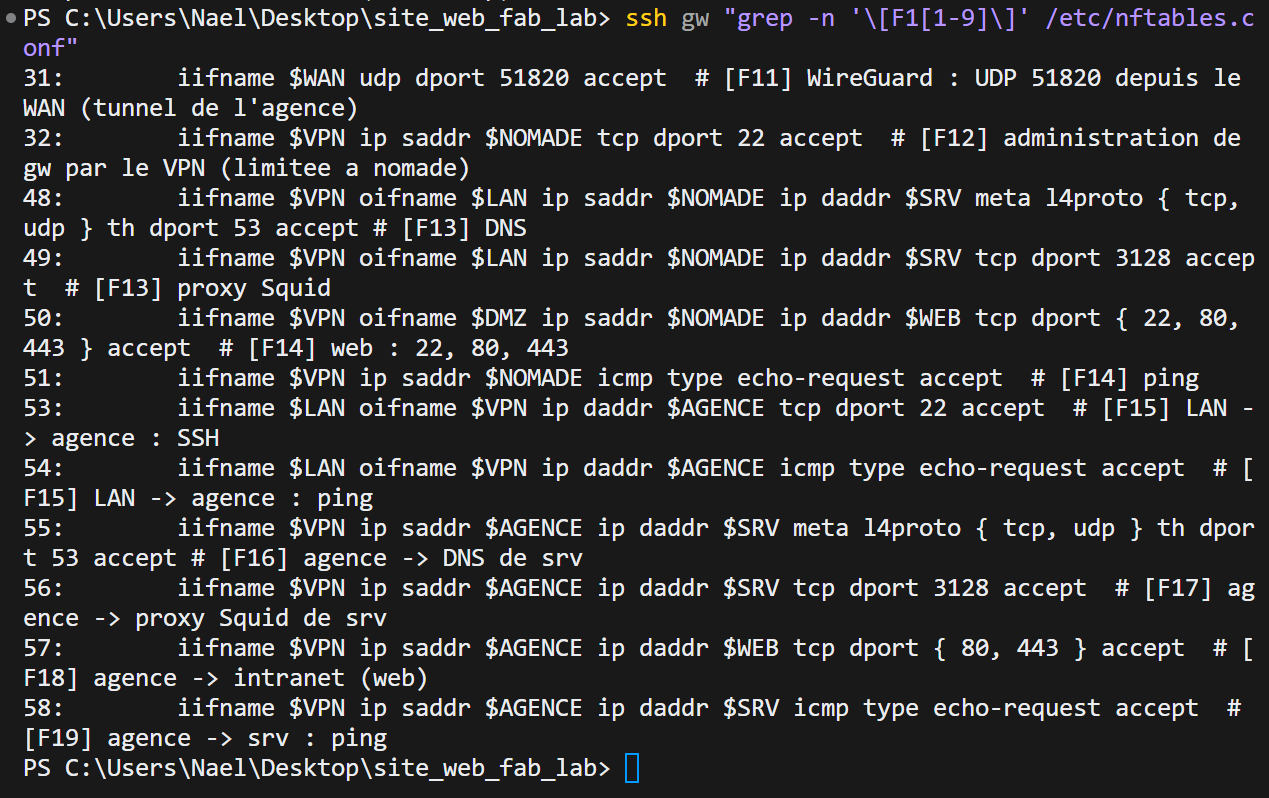 PS C:\Users\Nael\Desktop\site_web_fab_lab> ssh gw "grep -n '\[F1[1-9]\]' /etc/nftables.c
onf"
31:        iifname $WAN udp dport 51820 accept  # [F11] WireGuard : UDP 51820 depuis le
WAN (tunnel de l'agence)
32:        iifname $VPN ip saddr $NOMADE tcp dport 22 accept  # [F12] administration de
gw par le VPN (limitee a nomade)
48:        iifname $VPN oifname $LAN ip saddr $NOMADE ip daddr $SRV meta l4proto { tcp,
udp } th dport 53 accept # [F13] DNS
49:        iifname $VPN oifname $LAN ip saddr $NOMADE ip daddr $SRV tcp dport 3128 accep
t  # [F13] proxy Squid
50:        iifname $VPN oifname $DMZ ip saddr $NOMADE ip daddr $WEB tcp dport { 22, 80,
443 } accept  # [F14] web : 22, 80, 443
51:        iifname $VPN ip saddr $NOMADE icmp type echo-request accept  # [F14] ping
53:        iifname $LAN oifname $VPN ip daddr $AGENCE tcp dport 22 accept  # [F15] LAN -
> agence : SSH
54:        iifname $LAN oifname $VPN ip daddr $AGENCE icmp type echo-request accept  # [
F15] LAN -> agence : ping
55:        iifname $VPN ip saddr $AGENCE ip daddr $SRV meta l4proto { tcp, udp } th dpor
t 53 accept # [F16] agence -> DNS de srv
56:        iifname $VPN ip saddr $AGENCE ip daddr $SRV tcp dport 3128 accept  # [F17] ag
ence -> proxy Squid de srv
57:        iifname $VPN ip saddr $AGENCE ip daddr $WEB tcp dport { 80, 443 } accept  # [
F18] agence -> intranet (web)
58:        iifname $VPN ip saddr $AGENCE ip daddr $SRV icmp type echo-request accept  #
[F19] agence -> srv : ping
PS C:\Users\Nael\Desktop\site_web_fab_lab>